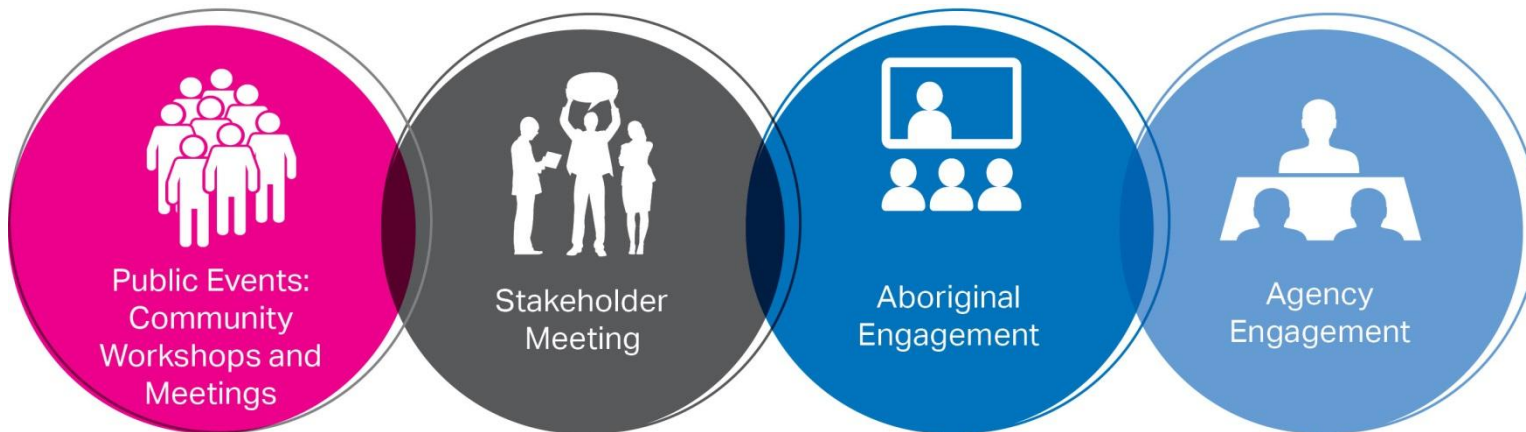 Public Events:
Community
Workshops and
Meetings
Stakeholder
Meeting
Aboriginal
Engagement
Agency
Engagement